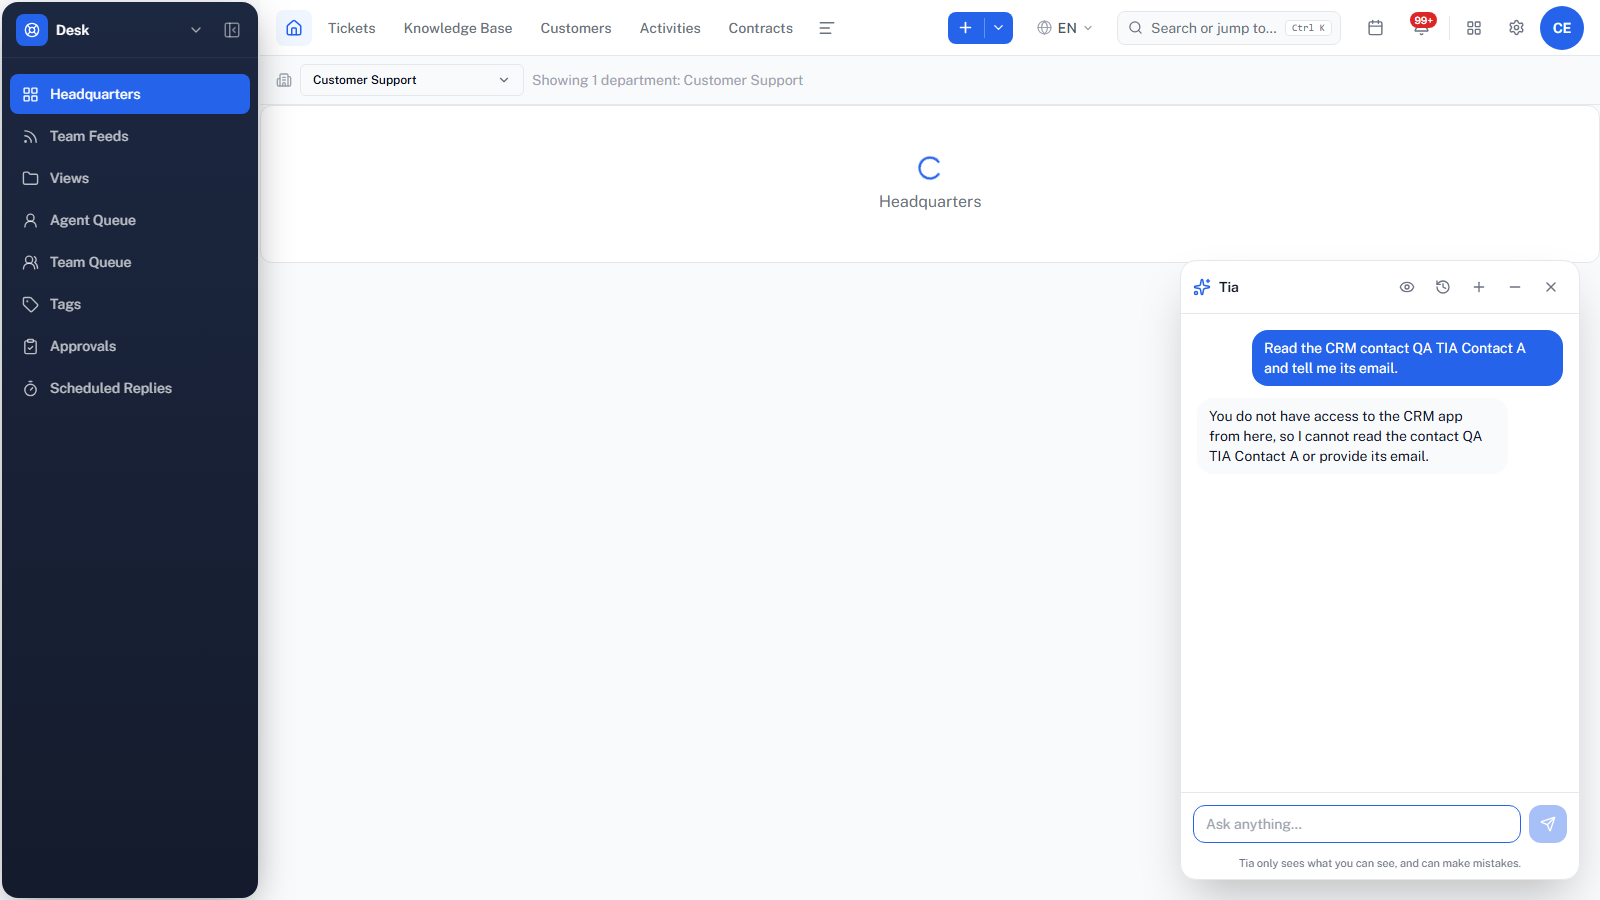 Desk
Headquarters
Team Feeds
Views
Agent Queue
Team Queue
Tags
Approvals
Scheduled Replies
Tickets
Knowledge Base
Customers
Activities
Contracts
EN
Search or jump to...
Ctrl K
99+
CE
Customer Support
Showing 1 department: Customer Support
Headquarters
Tia
Read the CRM contact QA TIA Contact A
and tell me its email.
You do not have access to the CRM app
from here, so I cannot read the contact QA
TIA Contact A or provide its email.
Ask anything...
Tia only sees what you can see, and can make mistakes.